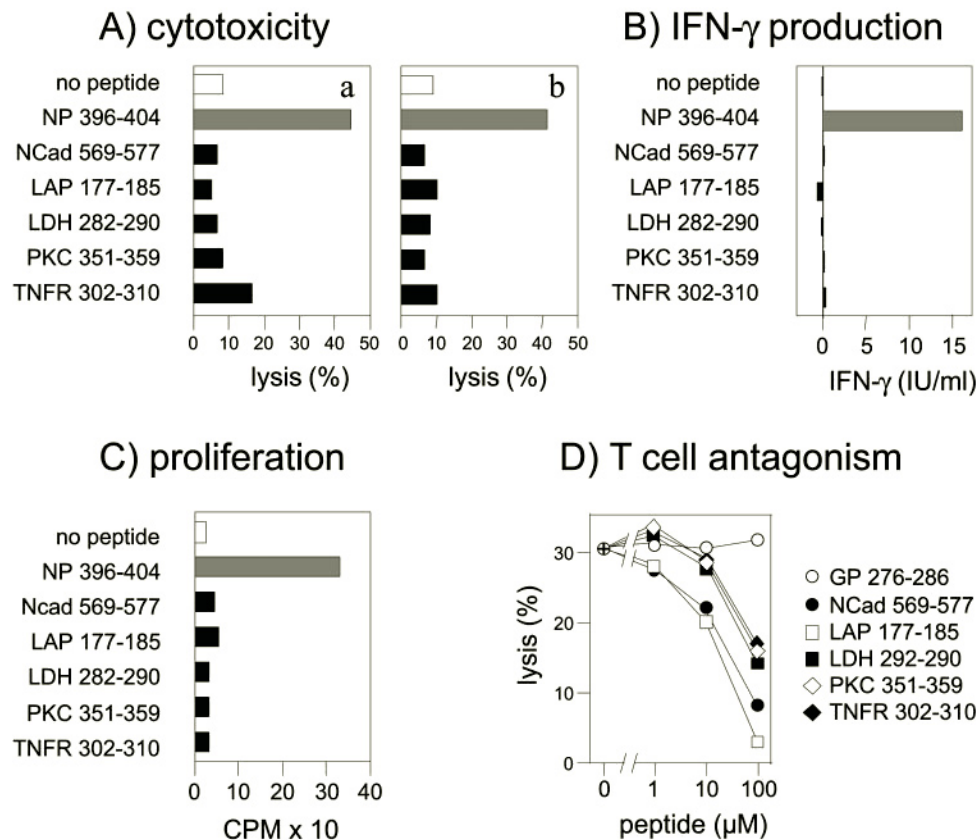 A) cytotoxicity
no peptide
NP 396-404
NCad 569-577
LAP 177-185
LDH 282-290
PKC 351-359
TNFR 302-310
a
0 10 20 30 40 50
lysis (%)
b
0 10 20 30 40 50
lysis (%)
B) IFN-γ production
no peptide
NP 396-404
NCad 569-577
LAP 177-185
LDH 282-290
PKC 351-359
TNFR 302-310
0 5 10 15
IFN-γ (IU/ml)
C) proliferation
no peptide
NP 396-404
Ncad 569-577
LAP 177-185
LDH 282-290
PKC 351-359
TNFR 302-310
0 10 20 30 40
CPM x 10
D) T cell antagonism
30
20
10
0
lysis (%)
0 1 10 100
peptide (µM)
GP 276-286
NCad 569-577
LAP 177-185
LDH 292-290
PKC 351-359
TNFR 302-310